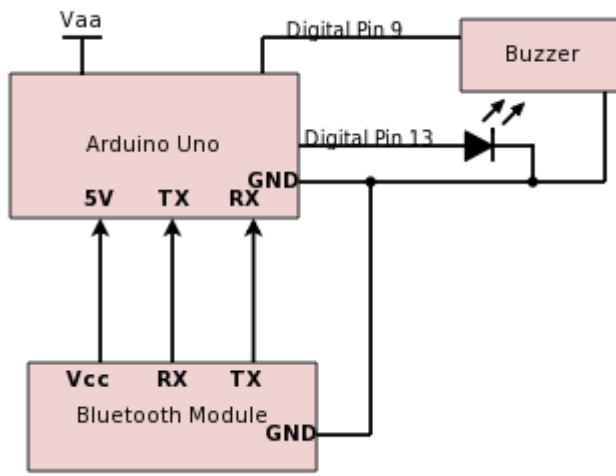 Vaa
Digital Pin 9
Buzzer
Arduino Uno
Digital Pin 13
GND
5V TX RX
Vcc RX TX
Bluetooth Module
GND